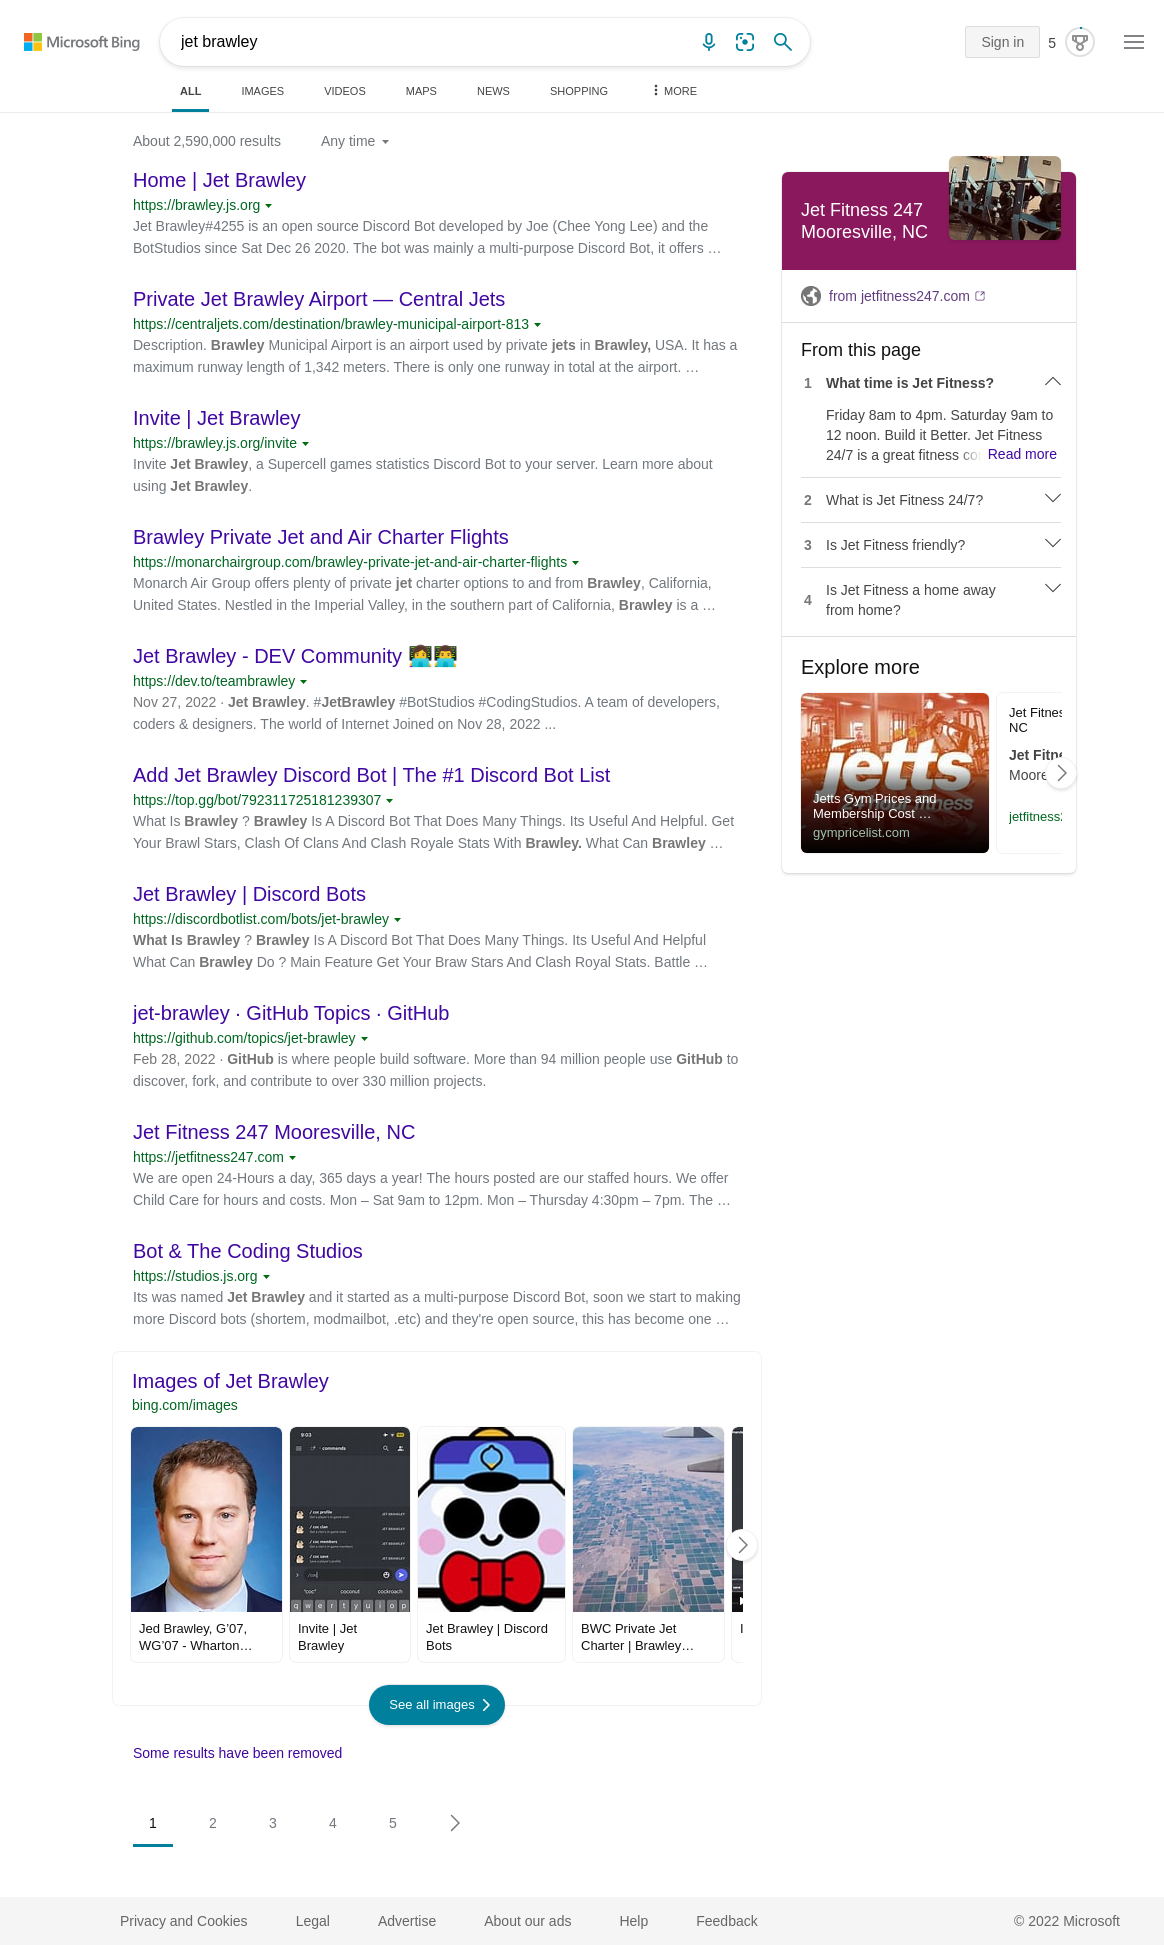 Microsoft Bing
jet brawley
Sign in
5
ALL
IMAGES
VIDEOS
MAPS
NEWS
SHOPPING
MORE
About 2,590,000 results
Any time
Home | Jet Brawley
https://brawley.js.org
Jet Brawley#4255 is an open source Discord Bot developed by Joe (Chee Yong Lee) and the
BotStudios since Sat Dec 26 2020. The bot was mainly a multi-purpose Discord Bot, it offers …
Private Jet Brawley Airport — Central Jets
https://centraljets.com/destination/brawley-municipal-airport-813
Description. Brawley Municipal Airport is an airport used by private jets in Brawley, USA. It has a
maximum runway length of 1,342 meters. There is only one runway in total at the airport. …
Invite | Jet Brawley
https://brawley.js.org/invite
Invite Jet Brawley, a Supercell games statistics Discord Bot to your server. Learn more about
using Jet Brawley.
Brawley Private Jet and Air Charter Flights
https://monarchairgroup.com/brawley-private-jet-and-air-charter-flights
Monarch Air Group offers plenty of private jet charter options to and from Brawley, California,
United States. Nestled in the Imperial Valley, in the southern part of California, Brawley is a …
Jet Brawley - DEV Community 👩‍💻👨‍💻
https://dev.to/teambrawley
Nov 27, 2022 · Jet Brawley. #JetBrawley #BotStudios #CodingStudios. A team of developers,
coders & designers. The world of Internet Joined on Nov 28, 2022 ...
Add Jet Brawley Discord Bot | The #1 Discord Bot List
https://top.gg/bot/792311725181239307
What Is Brawley ? Brawley Is A Discord Bot That Does Many Things. Its Useful And Helpful. Get
Your Brawl Stars, Clash Of Clans And Clash Royale Stats With Brawley. What Can Brawley …
Jet Brawley | Discord Bots
https://discordbotlist.com/bots/jet-brawley
What Is Brawley ? Brawley Is A Discord Bot That Does Many Things. Its Useful And Helpful
What Can Brawley Do ? Main Feature Get Your Braw Stars And Clash Royal Stats. Battle …
jet-brawley · GitHub Topics · GitHub
https://github.com/topics/jet-brawley
Feb 28, 2022 · GitHub is where people build software. More than 94 million people use GitHub to
discover, fork, and contribute to over 330 million projects.
Jet Fitness 247 Mooresville, NC
https://jetfitness247.com
We are open 24-Hours a day, 365 days a year! The hours posted are our staffed hours. We offer
Child Care for hours and costs. Mon – Sat 9am to 12pm. Mon – Thursday 4:30pm – 7pm. The …
Bot & The Coding Studios
https://studios.js.org
Its was named Jet Brawley and it started as a multi-purpose Discord Bot, soon we start to making
more Discord bots (shortem, modmailbot, .etc) and they're open source, this has become one …
Images of Jet Brawley
bing.com/images
9:03
commands
/ coc profile
/ coc clan
/ coc members
/ coc save
JET BRAWLEY
JET BRAWLEY
JET BRAWLEY
JET BRAWLEY
/coc
"coc"
coconut
cockroach
q w e r t y u i o p
Jed Brawley, G’07,
WG’07 - Wharton…
Invite | Jet
Brawley
Jet Brawley | Discord
Bots
BWC Private Jet
Charter | Brawley…
See all images
Some results have been removed
1
2
3
4
5
Jet Fitness 247
Mooresville, NC
from jetfitness247.com
From this page
1 What time is Jet Fitness?
Friday 8am to 4pm. Saturday 9am to
12 noon. Build it Better. Jet Fitness
24/7 is a great fitness co Read more
2 What is Jet Fitness 24/7?
3 Is Jet Fitness friendly?
4 Is Jet Fitness a home away
from home?
Explore more
jetts
24 hour fitness
Jetts Gym Prices and
Membership Cost …
gympricelist.com
Jet Fitnes
NC
Jet Fitne
Moore
jetfitness2
Privacy and Cookies
Legal
Advertise
About our ads
Help
Feedback
© 2022 Microsoft